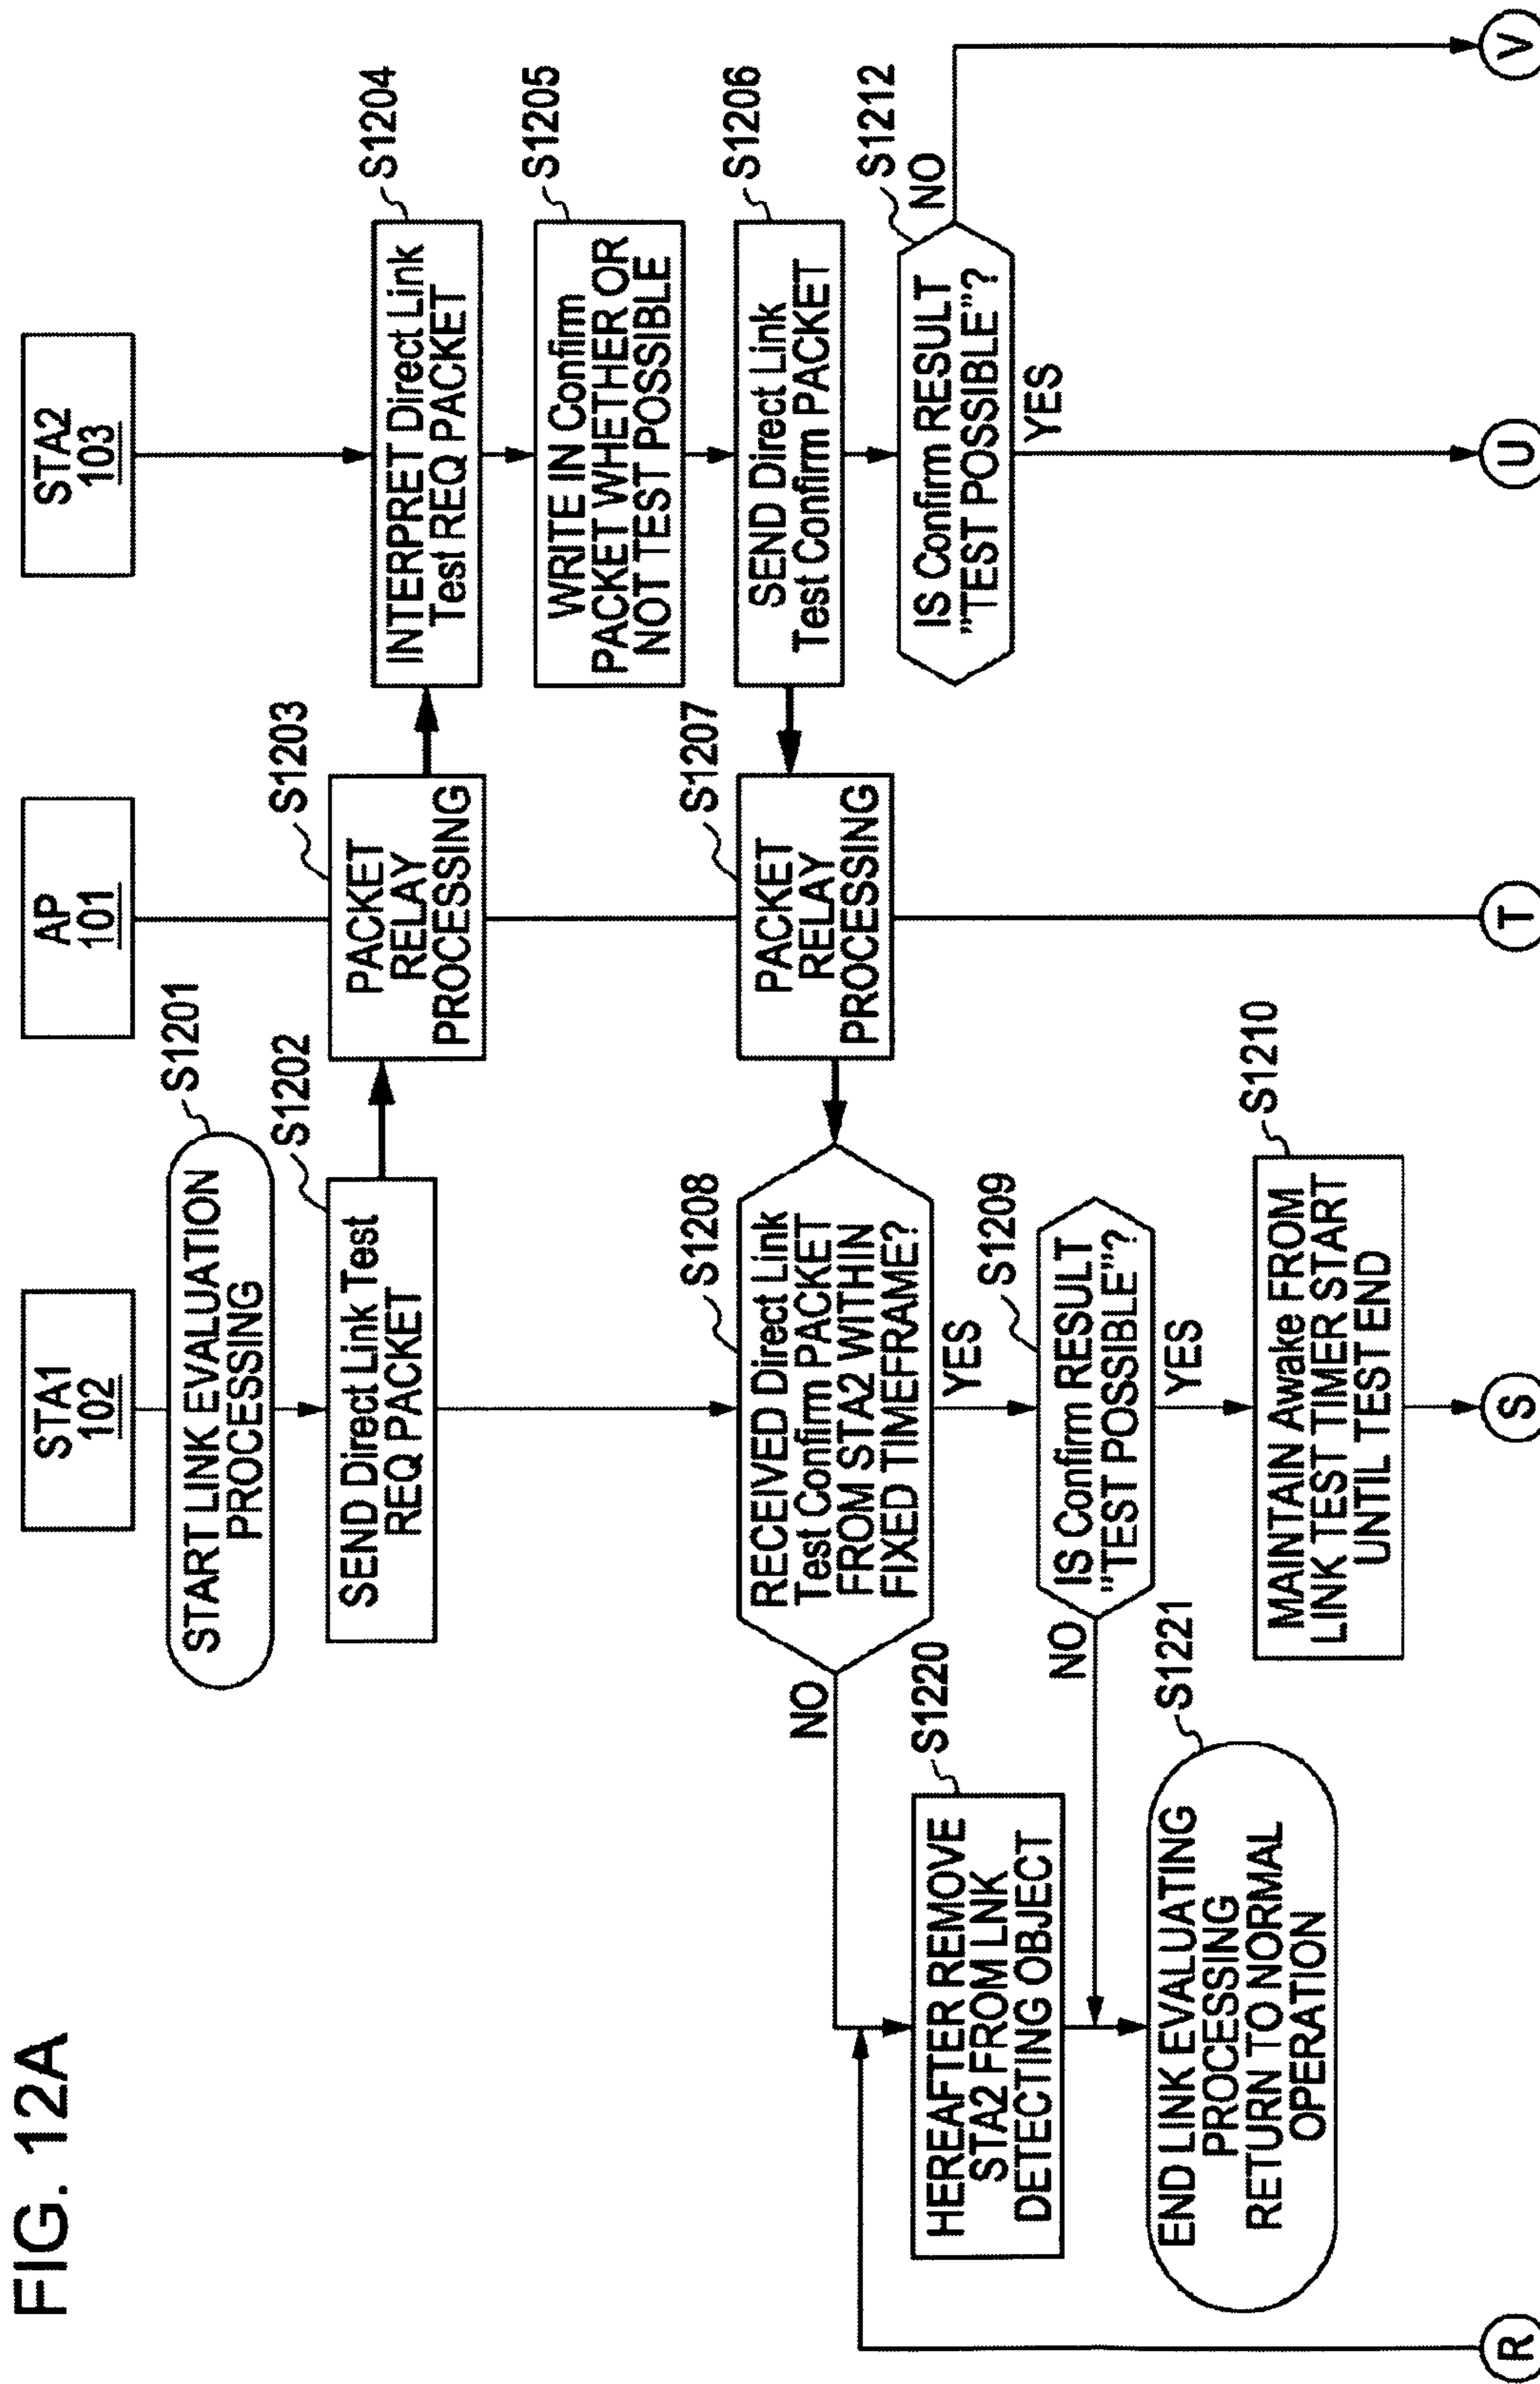 FIG. 12A
STA1
102
AP
101
STA2
103
START LINK EVALUATION
PROCESSING
S1201
SEND Direct Link Test
REQ PACKET
S1202
PACKET
RELAY
PROCESSING
S1203
INTERPRET Direct Link
Test REQ PACKET
S1204
WRITE IN Confirm
PACKET WHETHER OR
NOT TEST POSSIBLE
S1205
SEND Direct Link
Test Confirm PACKET
S1206
PACKET
RELAY
PROCESSING
S1207
RECEIVED Direct Link
Test Confirm PACKET
FROM STA2 WITHIN
FIXED TIMEFRAME?
S1208
NO
YES
IS Confirm RESULT
"TEST POSSIBLE"?
S1212
NO
YES
HEREAFTER REMOVE
STA2 FROM LNK
DETECTING OBJECT
S1220
IS Confirm RESULT
"TEST POSSIBLE"?
S1209
NO
YES
END LINK EVALUATING
PROCESSING
RETURN TO NORMAL
OPERATION
S1221
MAINTAIN Awake FROM
LINK TEST TIMER START
UNTIL TEST END
S1210
R
S
T
U
V